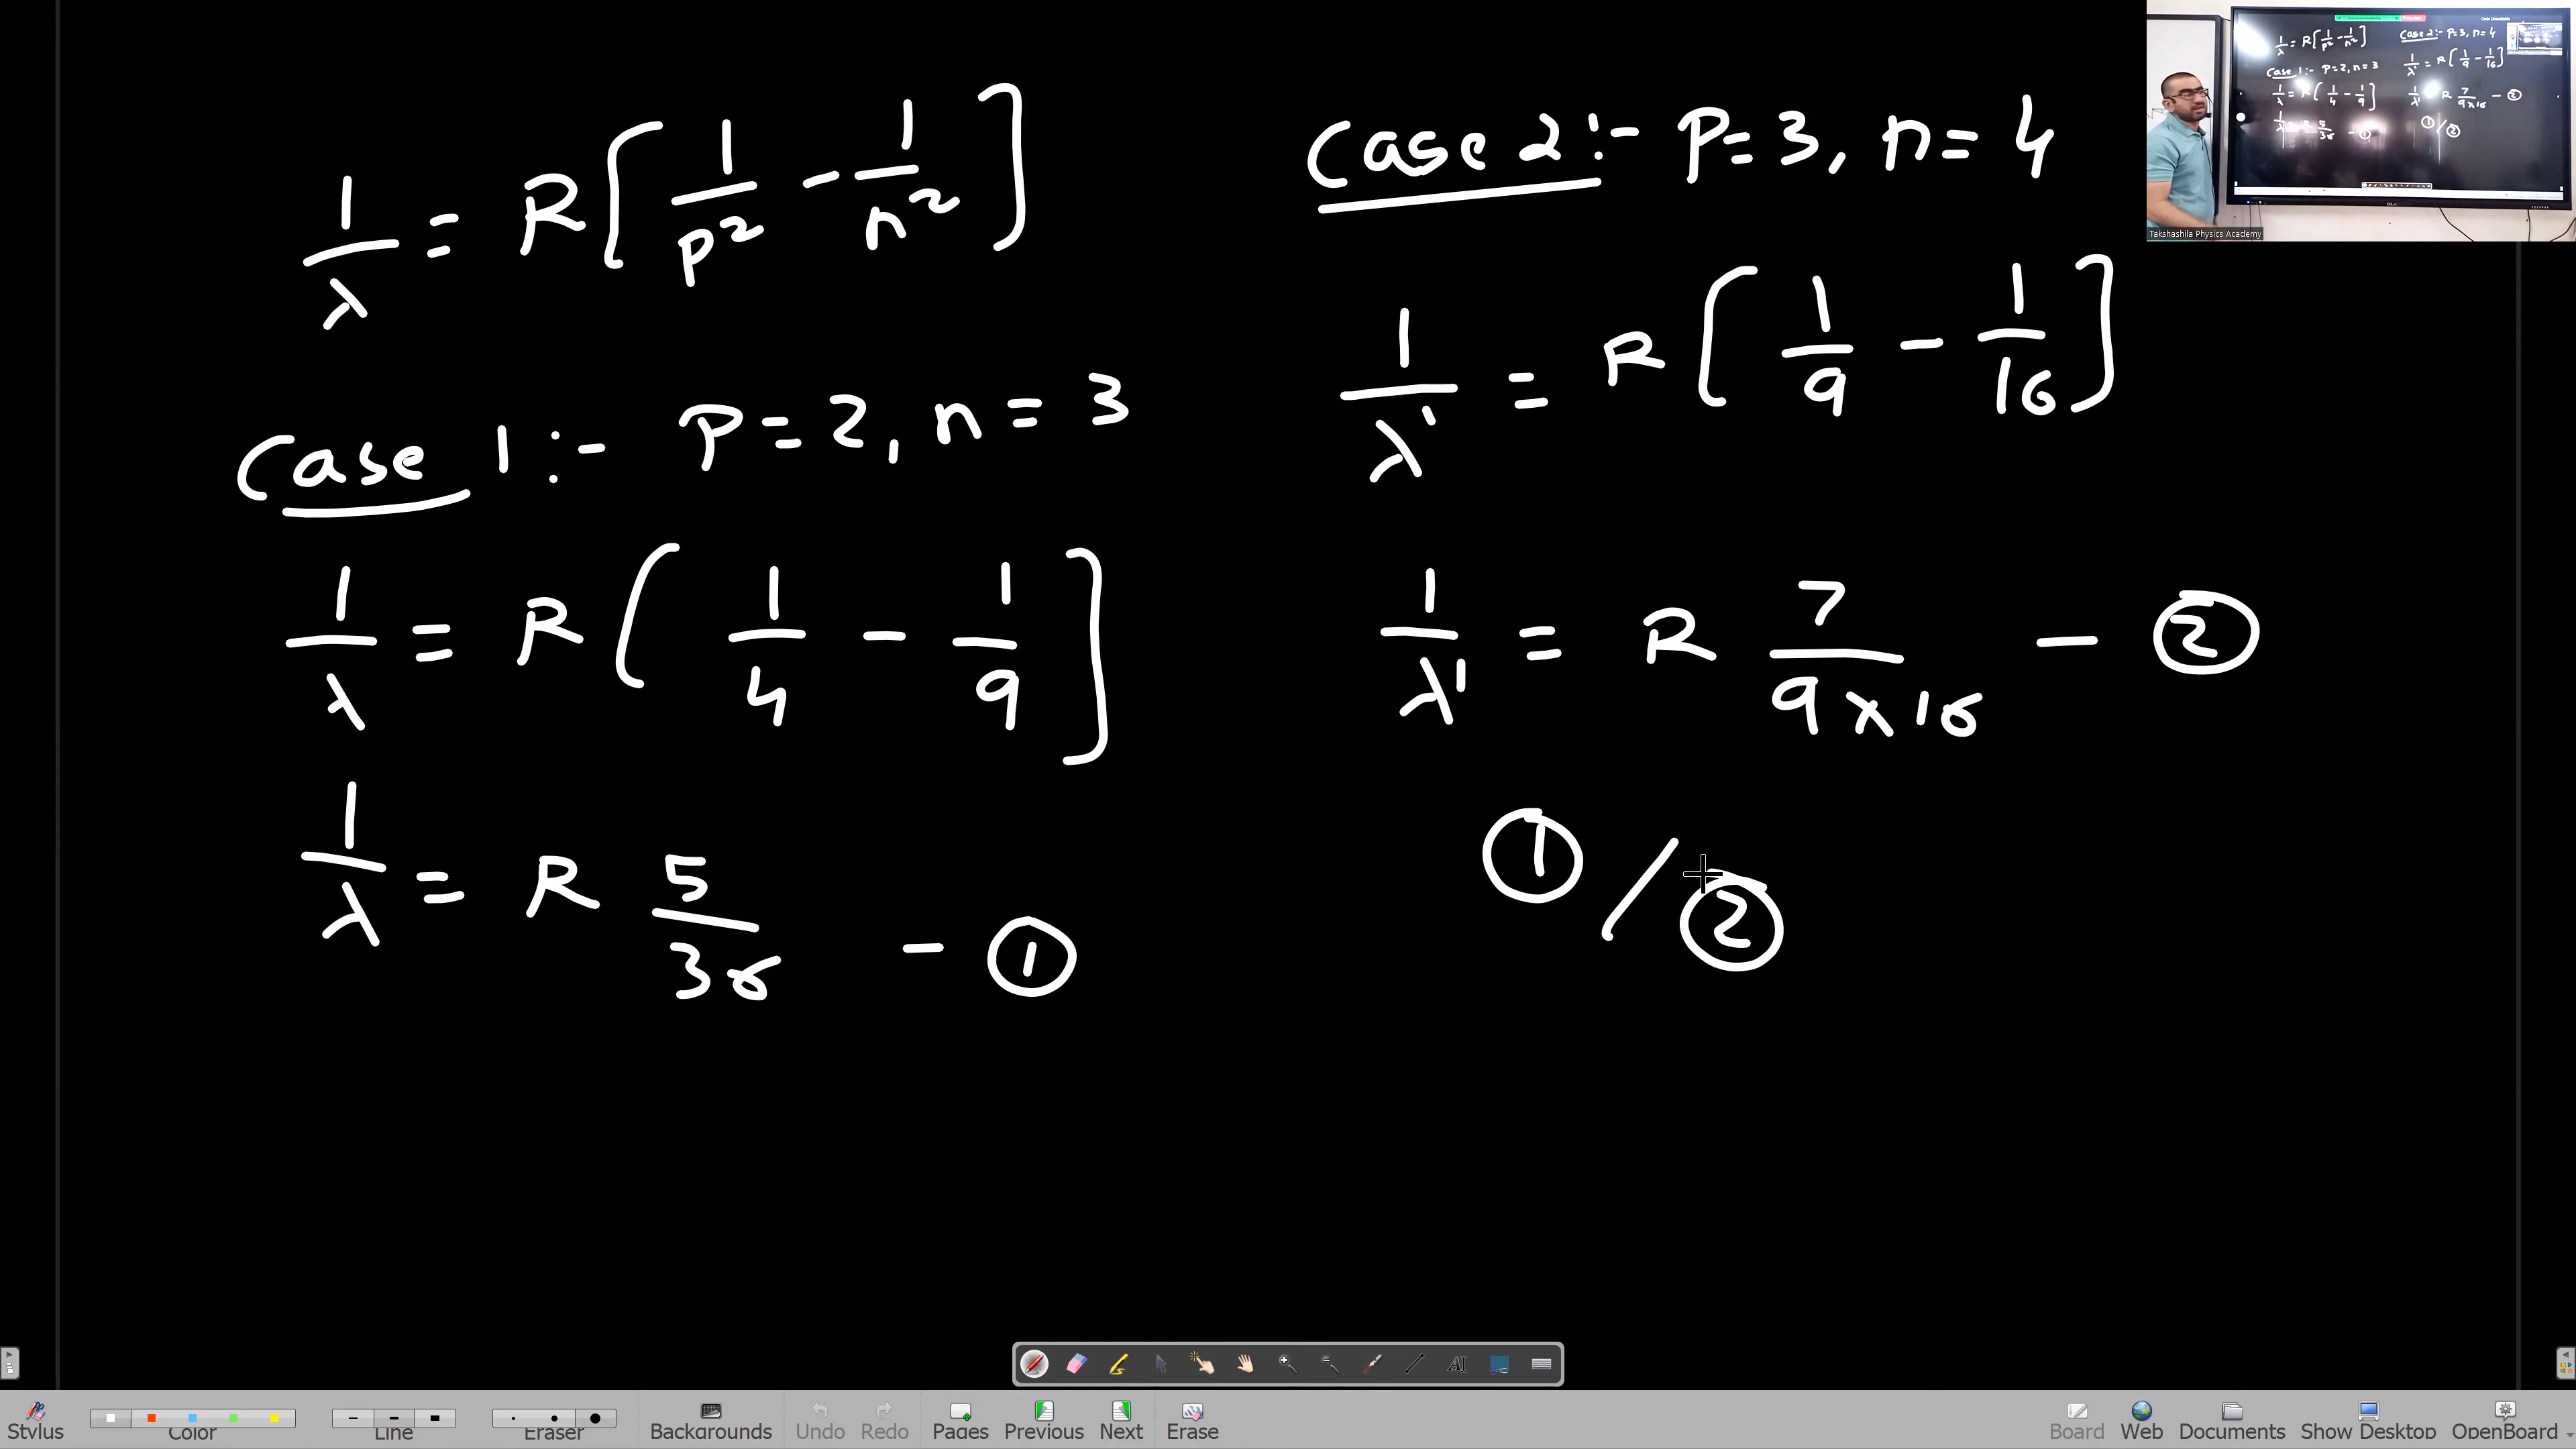 1/λ = R[1/p² - 1/n²]
Case 1 :- P=2, n=3
1/λ = R(1/4 - 1/9]
1/λ = R 5/36 - ①
Case 2 :- P=3, n=4
1/λ' = R[1/9 - 1/16]
1/λ' = R 7/9×16 - ②
①/②
Takshashila Physics Academy
Stylus
Color
Line
Eraser
Backgrounds
Undo
Redo
Pages
Previous
Next
Erase
Board
Web
Documents
Show Desktop
OpenBoard